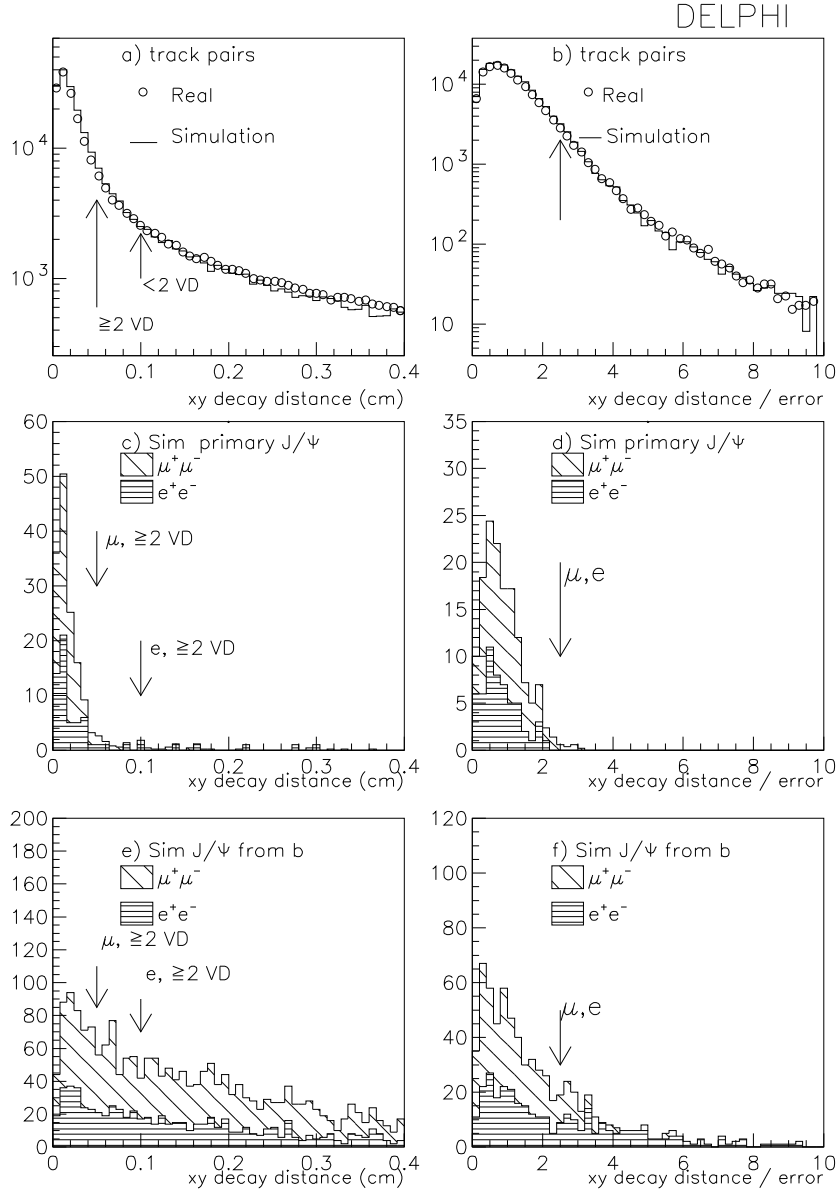 DELPHI
a) track pairs
Real
Simulation
10^4
10^3
<2 VD
≧2 VD
0 0.1 0.2 0.3 0.4
xy decay distance (cm)
b) track pairs
Real
Simulation
10^4
10^3
10^2
10
0 2 4 6 8 10
xy decay distance / error
c) Sim primary J/Ψ
μ+μ−
e+e−
μ, ≧2 VD
e, ≧2 VD
60
50
40
30
20
10
0
0 0.1 0.2 0.3 0.4
xy decay distance (cm)
d) Sim primary J/Ψ
μ+μ−
e+e−
μ,e
35
30
25
20
15
10
5
0
0 2 4 6 8 10
xy decay distance / error
e) Sim J/Ψ from b
μ+μ−
e+e−
μ, ≧2 VD
e, ≧2 VD
200
180
160
140
120
100
80
60
40
20
0
0 0.1 0.2 0.3 0.4
xy decay distance (cm)
f) Sim J/Ψ from b
μ+μ−
e+e−
μ,e
120
100
80
60
40
20
0
0 2 4 6 8 10
xy decay distance / error